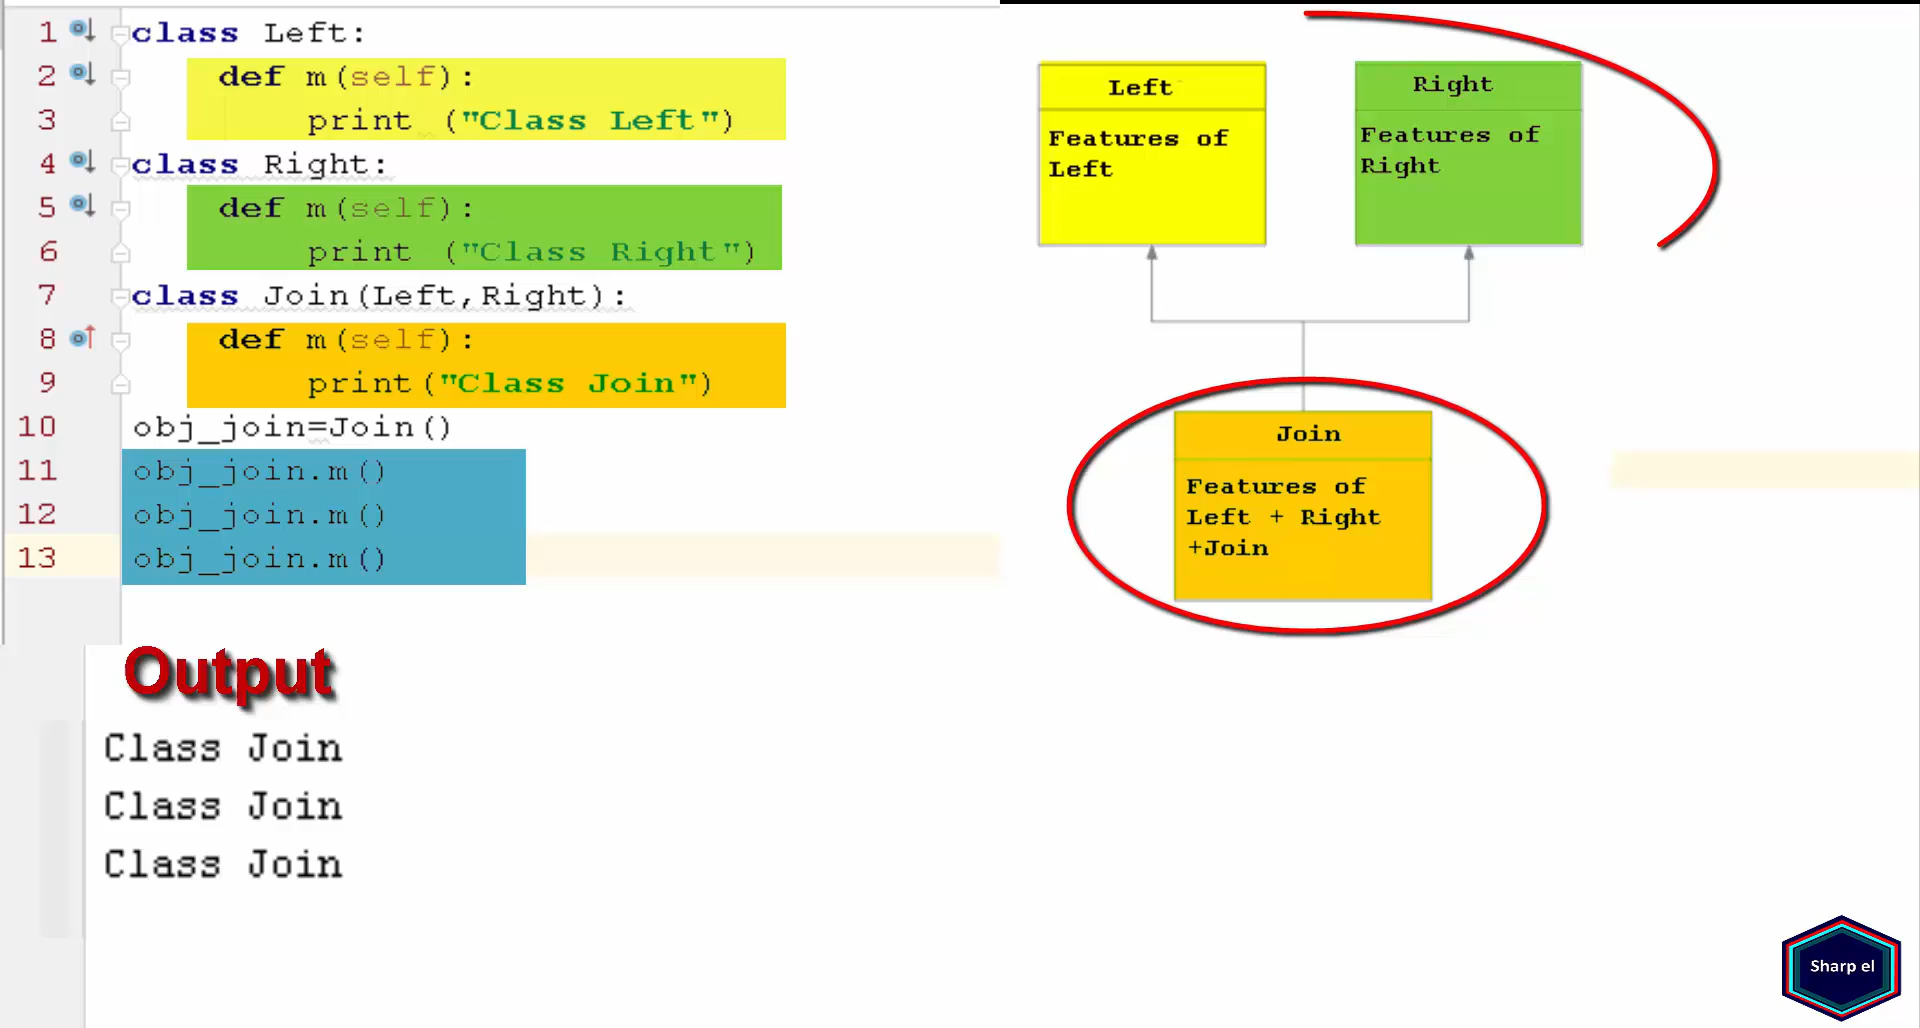 1 class Left:
2 def m(self):
3 print ("Class Left")
4 class Right:
5 def m(self):
6 print ("Class Right")
7 class Join(Left,Right):
8 def m(self):
9 print("Class Join")
10 obj_join=Join()
11 obj_join.m()
12 obj_join.m()
13 obj_join.m()
Output
Class Join
Class Join
Class Join
Left
Features of
Left
Right
Features of
Right
Join
Features of
Left + Right
+Join
Sharp el